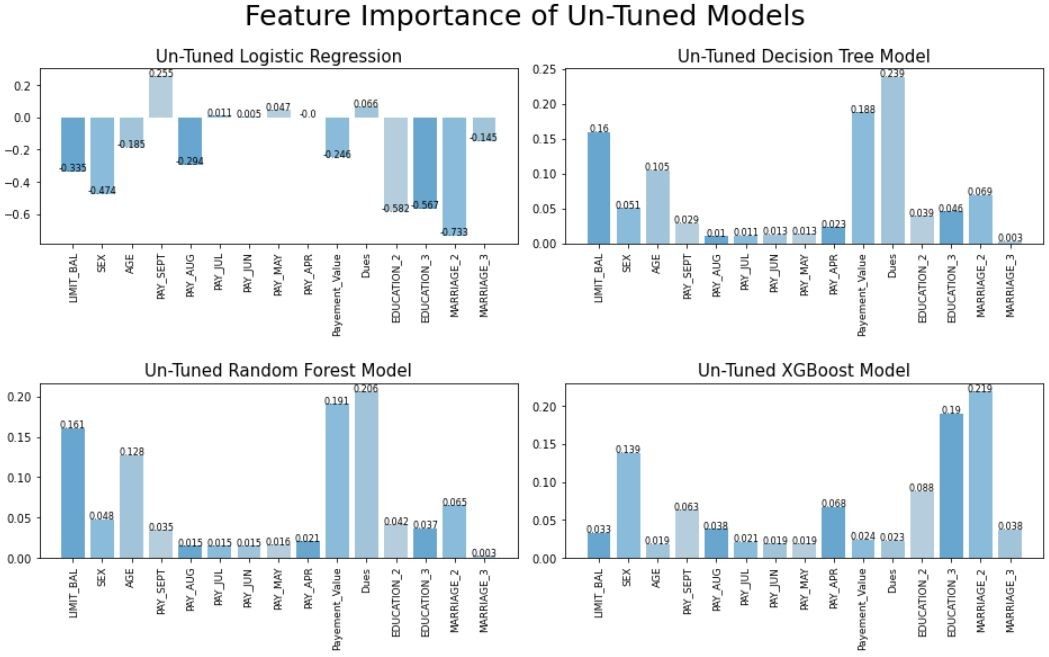 Feature Importance of Un-Tuned Models
Un-Tuned Logistic Regression
0.2
0.0
−0.2
−0.4
−0.6
-0.335
-0.474
-0.185
0.255
-0.294
0.011
0.005
0.047
-0.0
-0.246
0.066
-0.582
-0.567
-0.733
-0.145
LIMIT_BAL
SEX
AGE
PAY_SEPT
PAY_AUG
PAY_JUL
PAY_JUN
PAY_MAY
PAY_APR
Payement_Value
Dues
EDUCATION_2
EDUCATION_3
MARRIAGE_2
MARRIAGE_3
Un-Tuned Decision Tree Model
0.25
0.20
0.15
0.10
0.05
0.00
0.16
0.051
0.105
0.029
0.01
0.011
0.013
0.013
0.023
0.188
0.239
0.039
0.046
0.069
0.003
LIMIT_BAL
SEX
AGE
PAY_SEPT
PAY_AUG
PAY_JUL
PAY_JUN
PAY_MAY
PAY_APR
Payement_Value
Dues
EDUCATION_2
EDUCATION_3
MARRIAGE_2
MARRIAGE_3
Un-Tuned Random Forest Model
0.20
0.15
0.10
0.05
0.00
0.161
0.048
0.128
0.035
0.015
0.015
0.015
0.016
0.021
0.191
0.206
0.042
0.037
0.065
0.003
LIMIT_BAL
SEX
AGE
PAY_SEPT
PAY_AUG
PAY_JUL
PAY_JUN
PAY_MAY
PAY_APR
Payement_Value
Dues
EDUCATION_2
EDUCATION_3
MARRIAGE_2
MARRIAGE_3
Un-Tuned XGBoost Model
0.20
0.15
0.10
0.05
0.00
0.033
0.139
0.019
0.063
0.038
0.021
0.019
0.019
0.068
0.024
0.023
0.088
0.19
0.219
0.038
LIMIT_BAL
SEX
AGE
PAY_SEPT
PAY_AUG
PAY_JUL
PAY_JUN
PAY_MAY
PAY_APR
Payement_Value
Dues
EDUCATION_2
EDUCATION_3
MARRIAGE_2
MARRIAGE_3